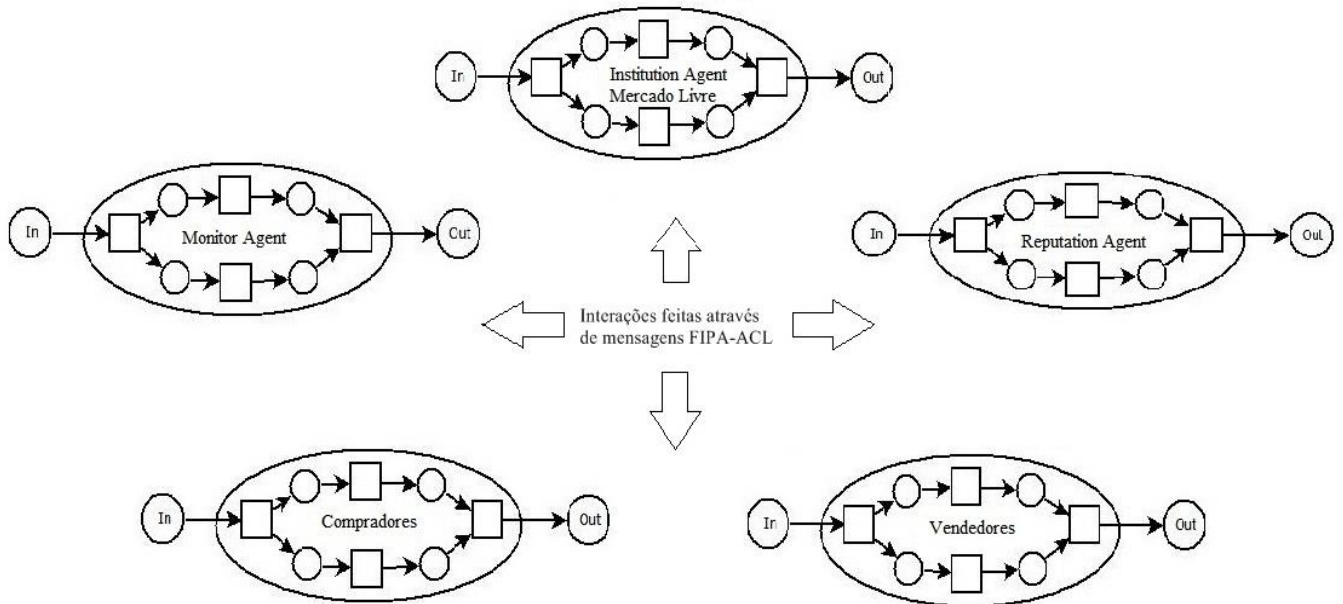 In
Institution Agent
Mercado Livre
Out
In
Monitor Agent
Out
In
Reputation Agent
Out
Interações feitas através
de mensagens FIPA-ACL
In
Compradores
Out
In
Vendedores
Out